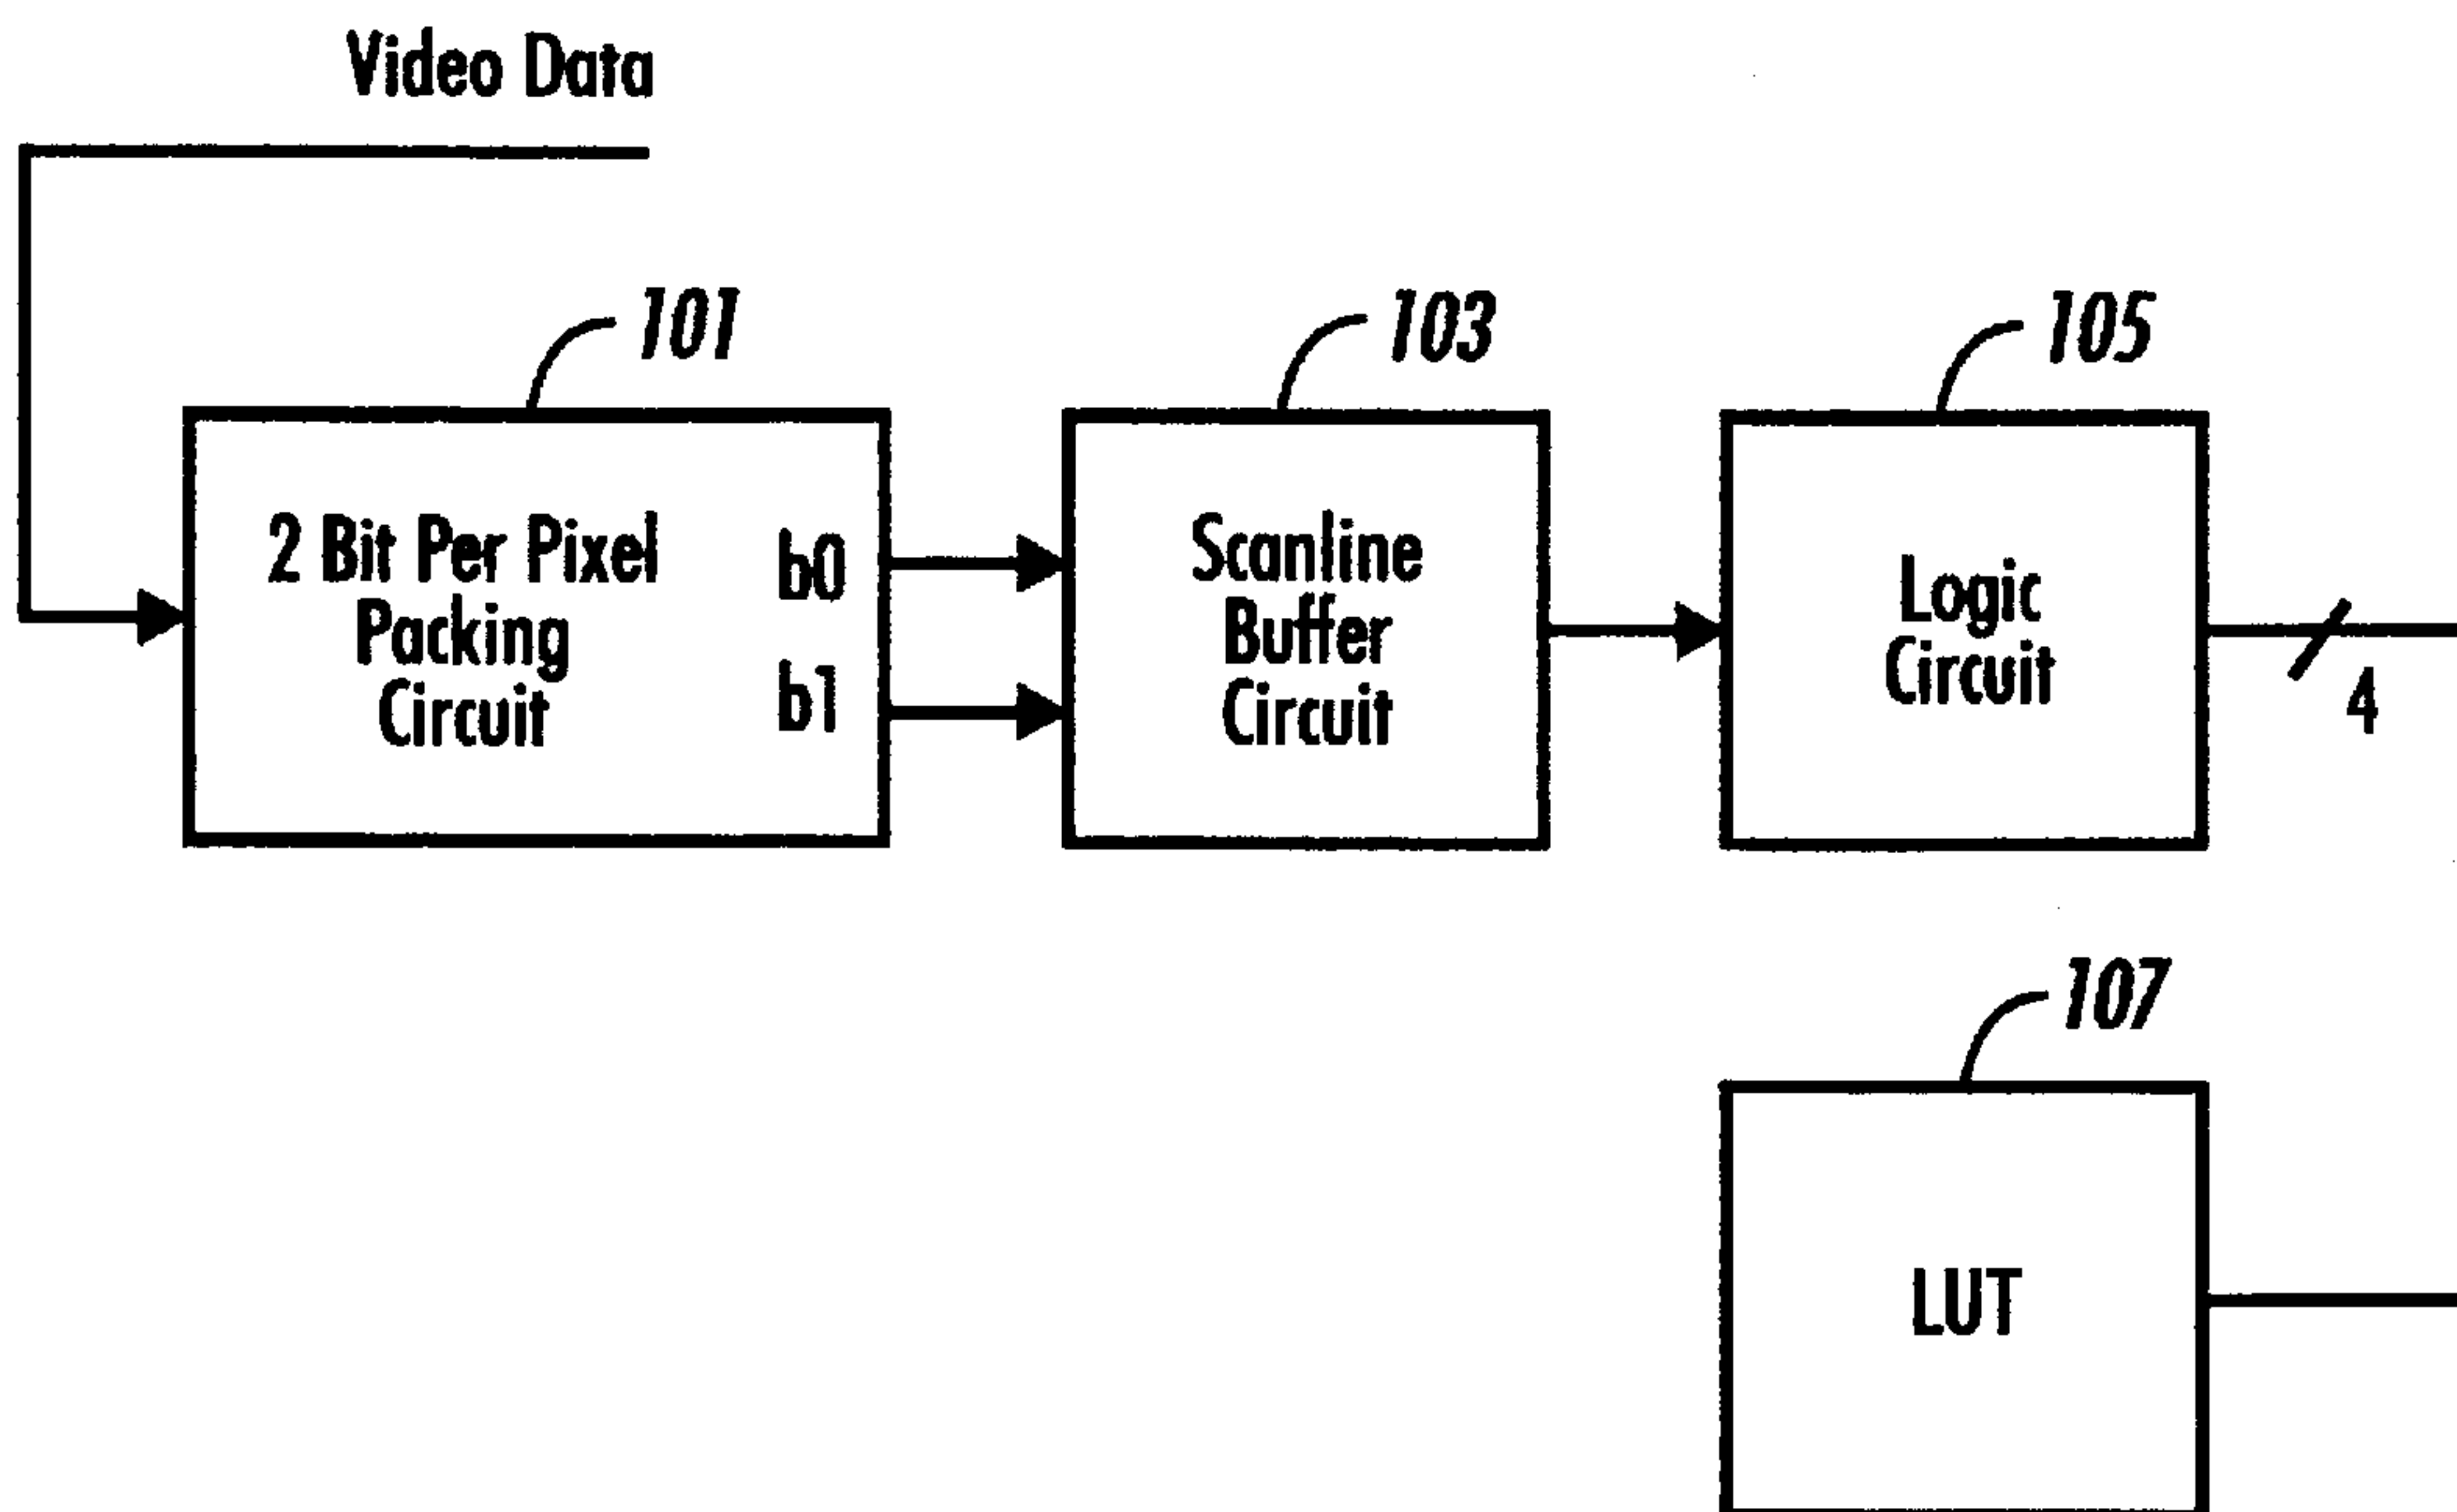 Video Data
101
103
105
2 Bit Per Pixel
Packing
Circuit
b0
b1
Scanline
Buffer
Circuit
Logic
Circuit
4
107
LUT